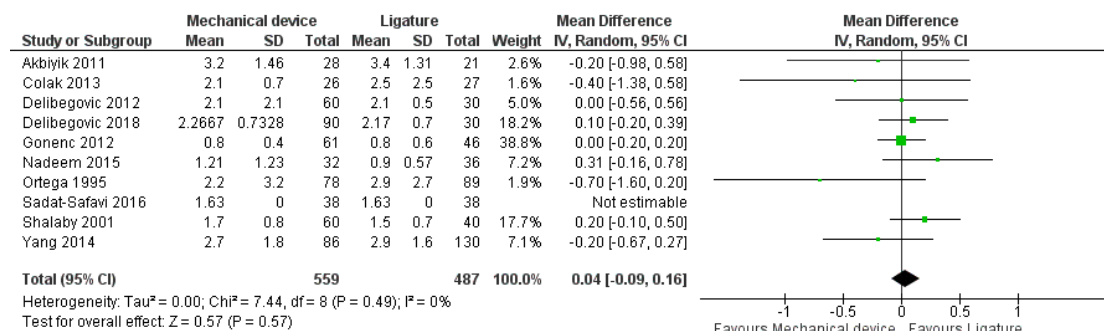 Mechanical device Ligature Mean Difference Mean Difference
Study or Subgroup Mean SD Total Mean SD Total Weight IV, Random, 95% CI IV, Random, 95% CI
Akbiyik 2011 3.2 1.46 28 3.4 1.31 21 2.6% -0.20 [-0.98, 0.58]
Colak 2013 2.1 0.7 26 2.5 2.5 27 1.6% -0.40 [-1.38, 0.58]
Delibegovic 2012 2.1 2.1 60 2.1 0.5 30 5.0% 0.00 [-0.56, 0.56]
Delibegovic 2018 2.2667 0.7328 90 2.17 0.7 30 18.2% 0.10 [-0.20, 0.39]
Gonenc 2012 0.8 0.4 61 0.8 0.6 46 38.8% 0.00 [-0.20, 0.20]
Nadeem 2015 1.21 1.23 32 0.9 0.57 36 7.2% 0.31 [-0.16, 0.78]
Ortega 1995 2.2 3.2 78 2.9 2.7 89 1.9% -0.70 [-1.60, 0.20]
Sadat-Safavi 2016 1.63 0 38 1.63 0 38 Not estimable
Shalaby 2001 1.7 0.8 60 1.5 0.7 40 17.7% 0.20 [-0.10, 0.50]
Yang 2014 2.7 1.8 86 2.9 1.6 130 7.1% -0.20 [-0.67, 0.27]
Total (95% CI) 559 487 100.0% 0.04 [-0.09, 0.16]
Heterogeneity: Tau² = 0.00; Chi² = 7.44, df = 8 (P = 0.49); I² = 0%
Test for overall effect: Z = 0.57 (P = 0.57)
-1 -0.5 0 0.5 1
Favours Mechanical device Favours Ligature